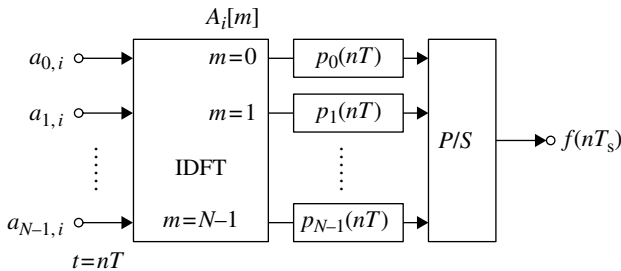 A_i[m]
a_{0, i} m=0 p_0(nT)
a_{1, i} m=1 p_1(nT)
IDFT P/S f(nT_s)
a_{N–1, i} m=N–1 p_{N–1}(nT)
t=nT